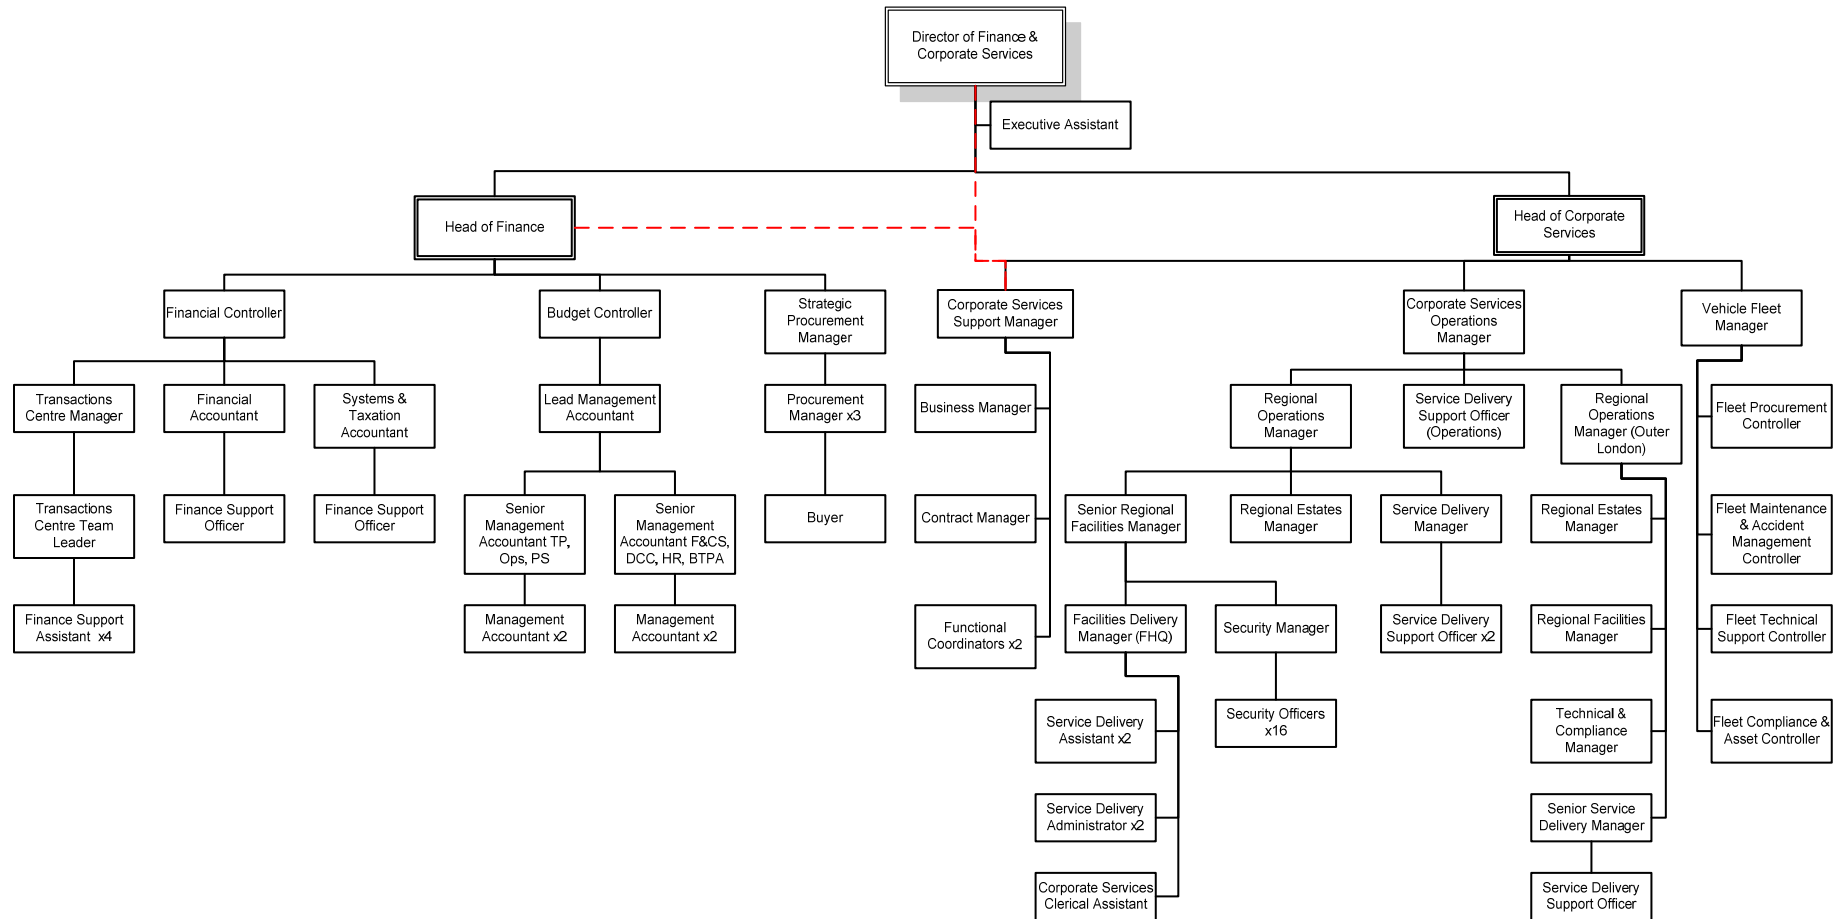 Director of Finance &
Corporate Services
Executive Assistant
Head of Finance
Head of Corporate
Services
Financial Controller
Budget Controller
Strategic
Procurement
Manager
Corporate Services
Support Manager
Corporate Services
Operations
Manager
Vehicle Fleet
Manager
Transactions
Centre Manager
Financial
Accountant
Systems &
Taxation
Accountant
Lead Management
Accountant
Procurement
Manager x3
Business Manager
Regional
Operations
Manager
Service Delivery
Support Officer
(Operations)
Regional
Operations
Manager (Outer
London)
Fleet Procurement
Controller
Transactions
Centre Team
Leader
Finance Support
Officer
Finance Support
Officer
Senior
Management
Accountant TP,
Ops, PS
Senior
Management
Accountant F&CS,
DCC, HR, BTPA
Buyer
Contract Manager
Senior Regional
Facilities Manager
Regional Estates
Manager
Service Delivery
Manager
Regional Estates
Manager
Fleet Maintenance
& Accident
Management
Controller
Finance Support
Assistant x4
Management
Accountant x2
Management
Accountant x2
Functional
Coordinators x2
Facilities Delivery
Manager (FHQ)
Security Manager
Service Delivery
Support Officer x2
Regional Facilities
Manager
Fleet Technical
Support Controller
Service Delivery
Assistant x2
Security Officers
x16
Technical &
Compliance
Manager
Fleet Compliance &
Asset Controller
Service Delivery
Administrator x2
Senior Service
Delivery Manager
Corporate Services
Clerical Assistant
Service Delivery
Support Officer